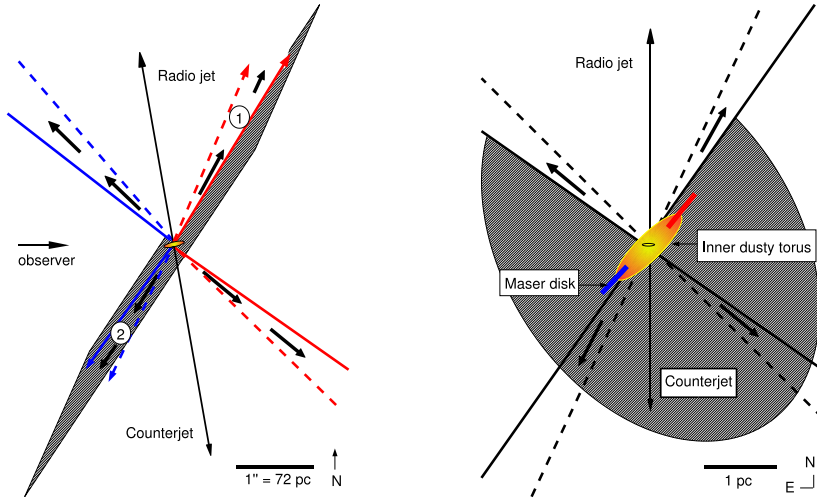 Radio jet
1
observer
2
Counterjet
1" = 72 pc
N
Radio jet
Inner dusty torus
Maser disk
Counterjet
1 pc
N
E